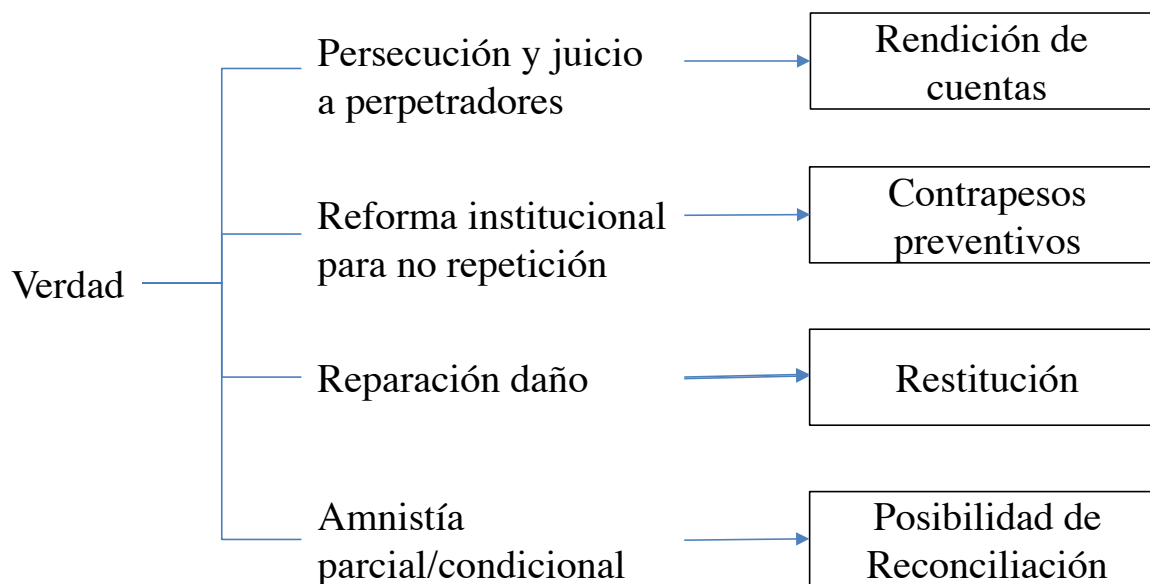 Persecución y juicio
a perpetradores
Rendición de
cuentas
Reforma institucional
para no repetición
Contrapesos
preventivos
Verdad
Reparación daño
Restitución
Amnistía
parcial/condicional
Posibilidad de
Reconciliación